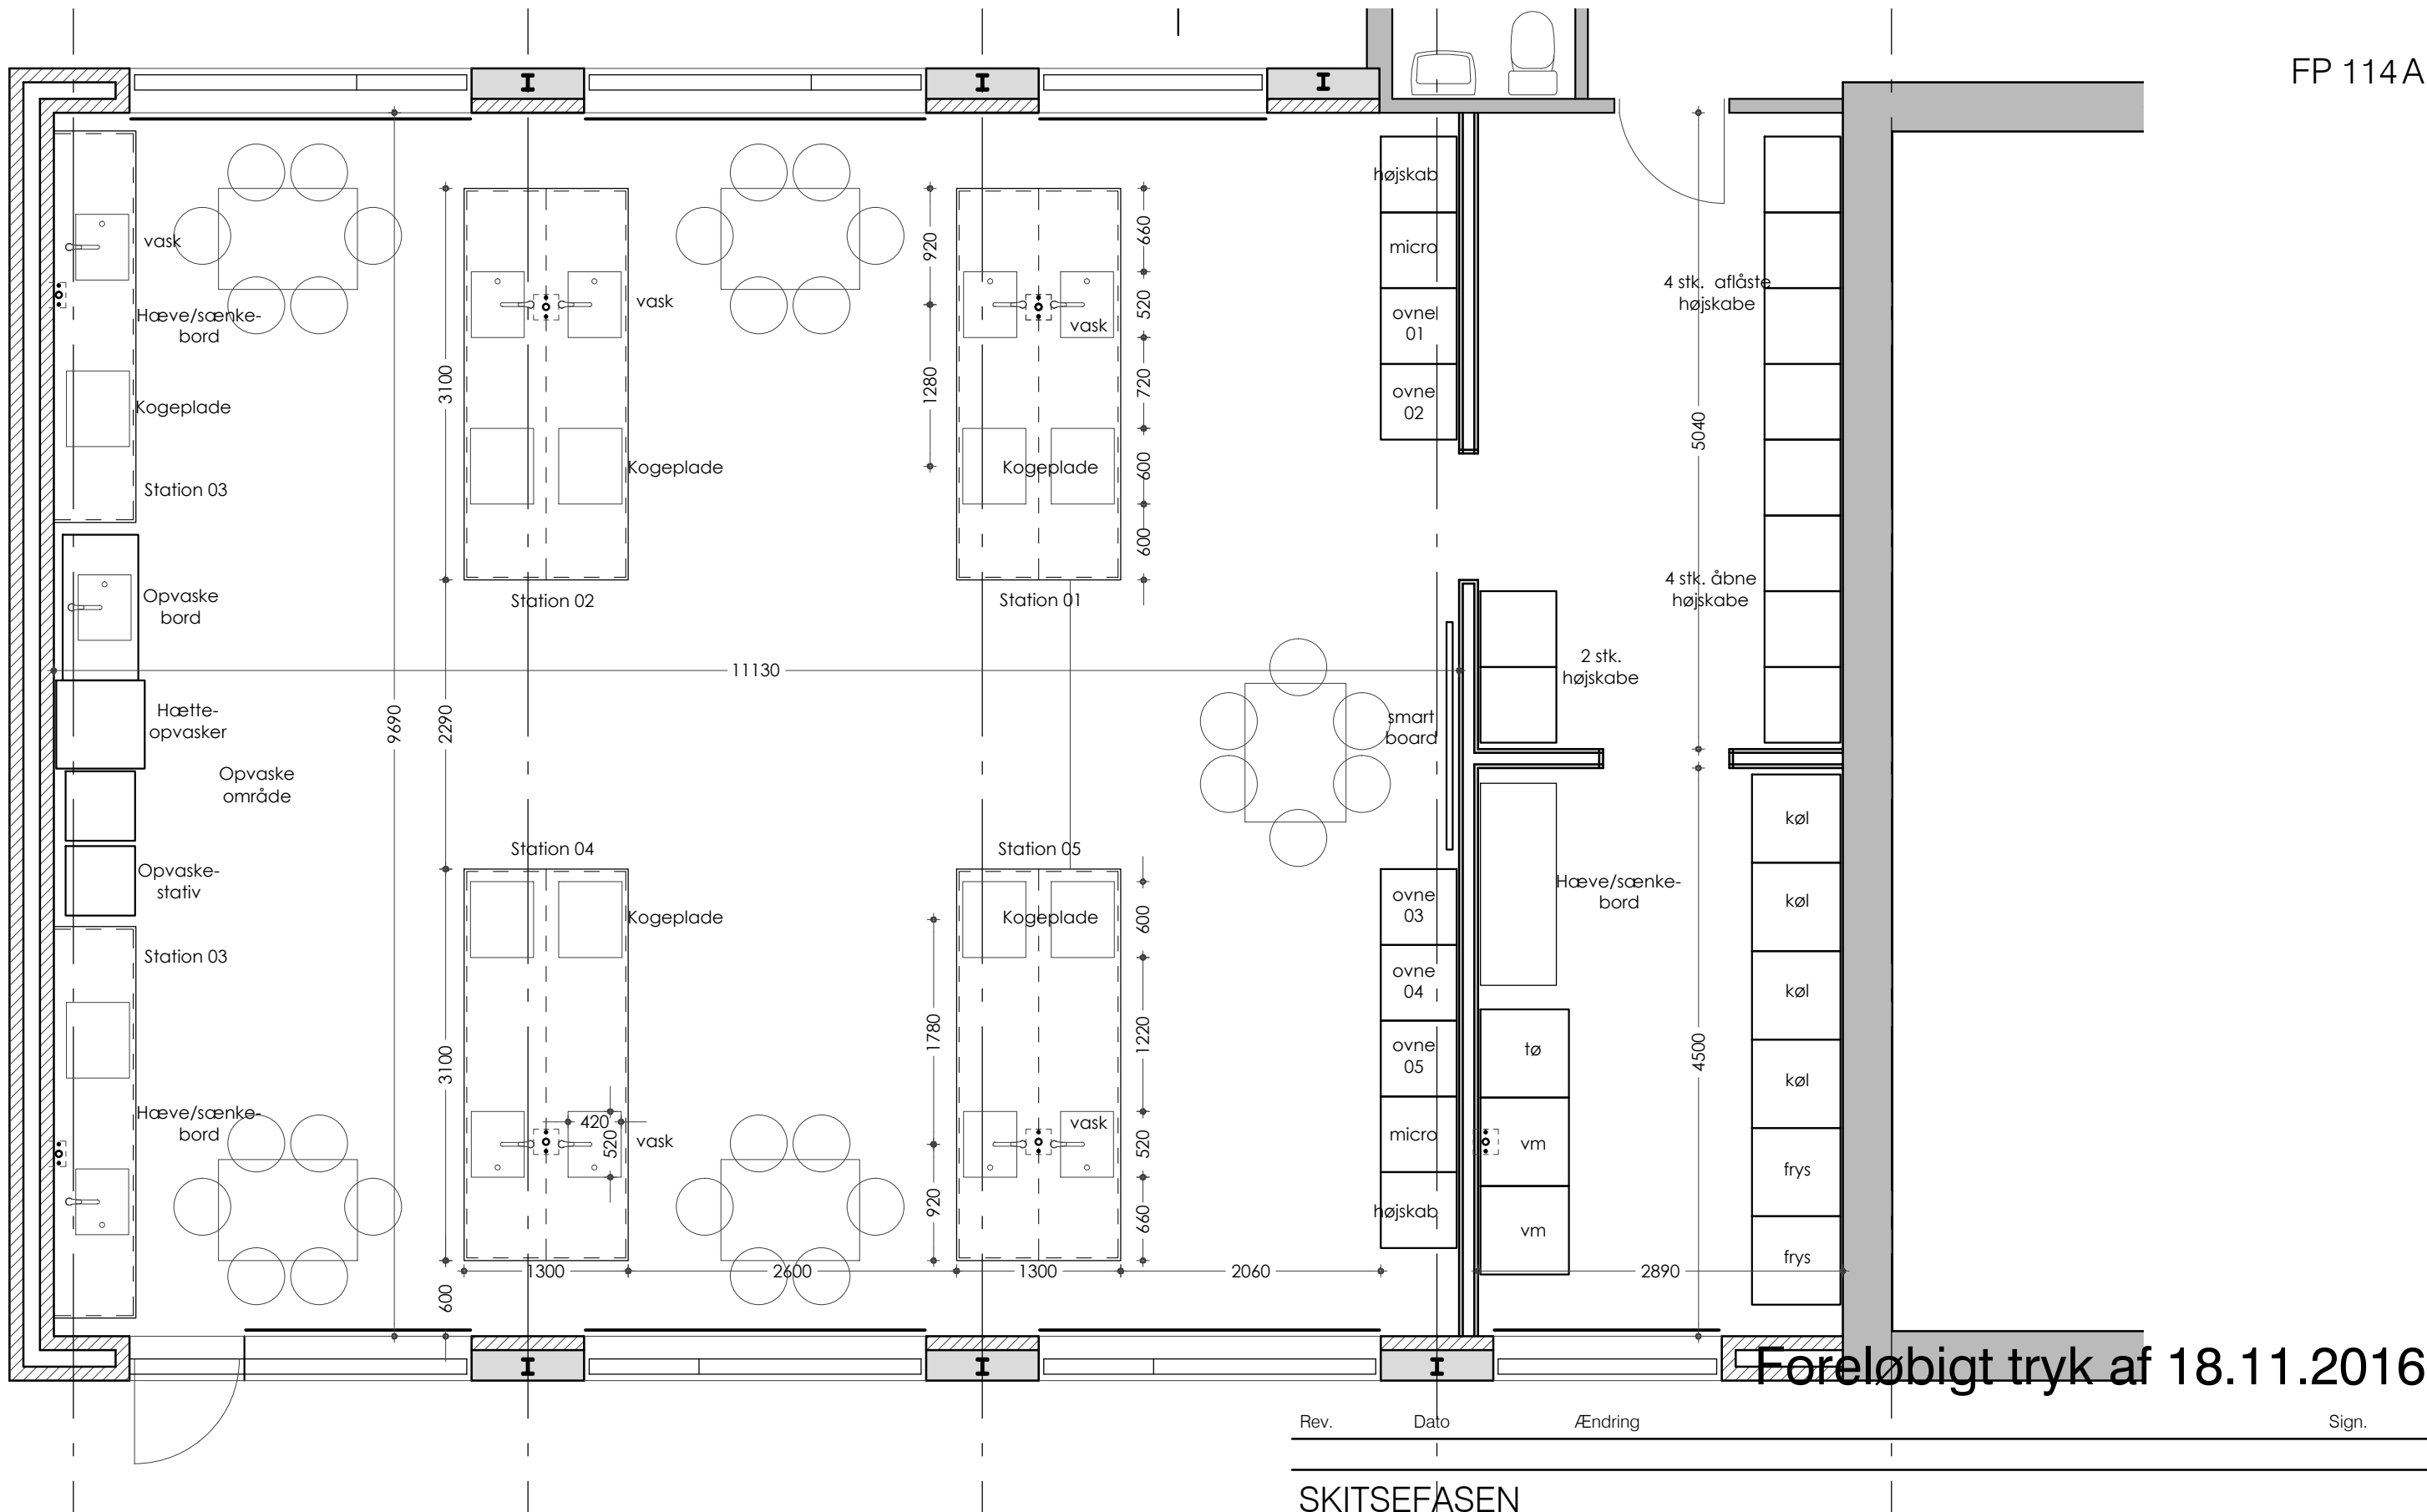 FP 114 A
højskab
micro
ovne
01
ovne
02
4 stk. aflåste
højskabe
5040
4 stk. åbne
højskabe
vask
Hæve/sænke-
bord
Kogeplade
Station 03
3100
vask
Kogeplade
Station 02
920
1280
660
520
720
600
600
vask
Kogeplade
Station 01
Opvaske
bord
Hætte-
opvasker
Opvaske
område
Opvaske-
stativ
11130
9690
2290
smart
board
2 stk.
højskabe
Station 03
Hæve/sænke-
bord
Station 04
Kogeplade
3100
420
520
vask
600
Station 05
Kogeplade
1780
920
600
1220
520
660
vask
1300
2600
1300
2060
2890
ovne
03
ovne
04
ovne
05
micro
højskab
Hæve/sænke-
bord
tø
vm
vm
4500
køl
køl
køl
køl
frys
frys
Foreløbigt tryk af 18.11.2016
Rev. Dato Ændring Sign.
SKITSEFASEN